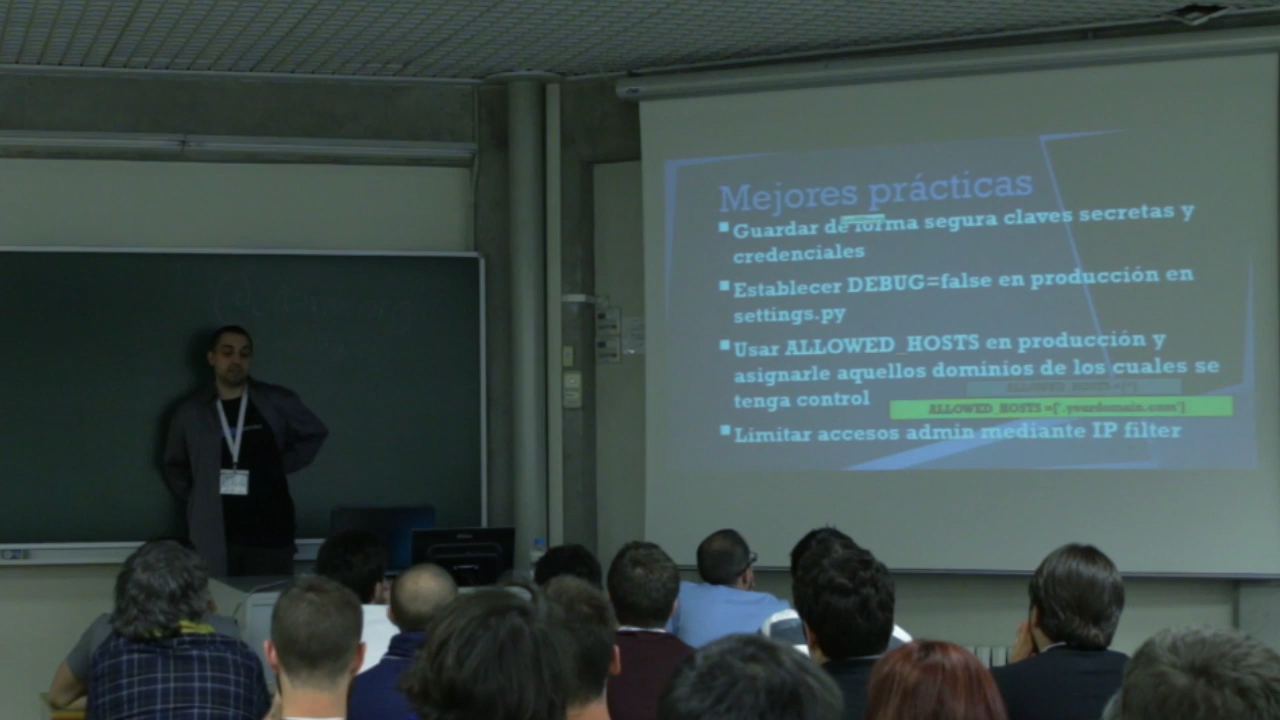 Mejores prácticas
Guardar de forma segura claves secretas y
credenciales
Establecer DEBUG=false en producción en
settings.py
Usar ALLOWED_HOSTS en producción y
asignarle aquellos dominios de los cuales se
ALLOWED_HOSTS =['*']
tenga control
ALLOWED_HOSTS =['.yourdomain.com']
Limitar accesos admin mediante IP filter